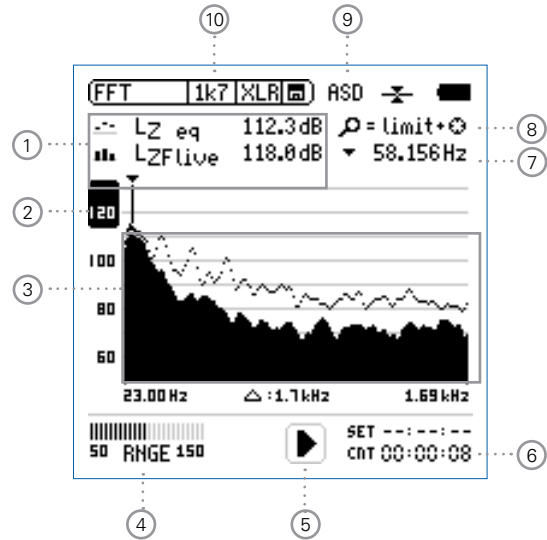 10 9
FFT 1k7 XLR ASD
LZ eq 112.3dB = limit+
LZFlive 118.0dB 58.156Hz
1
8
7
2
120
100
3
80
60
23.00Hz :1.7kHz 1.69kHz
50 RNGE 150
SET --:--:--
CNT 00:00:08
6
4 5